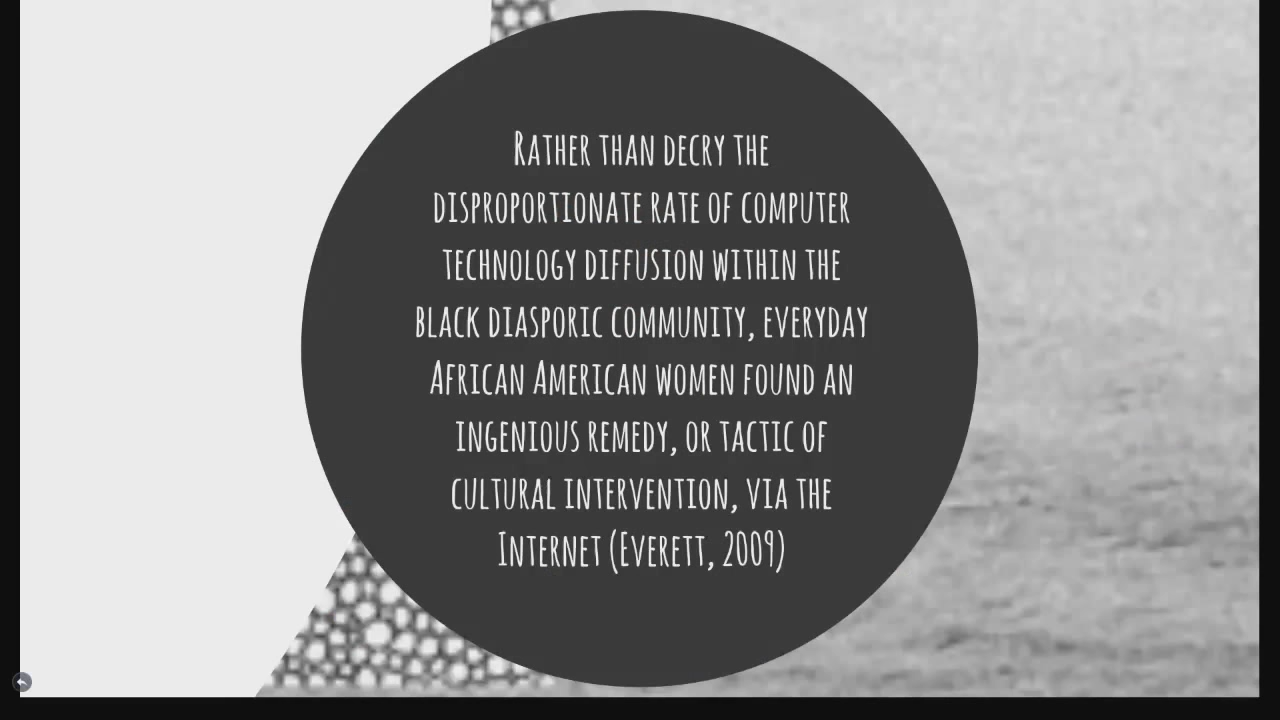 Rather than decry the
disproportionate rate of computer
technology diffusion within the
black diasporic community, everyday
African American women found an
ingenious remedy, or tactic of
cultural intervention, via the
Internet (Everett, 2009)